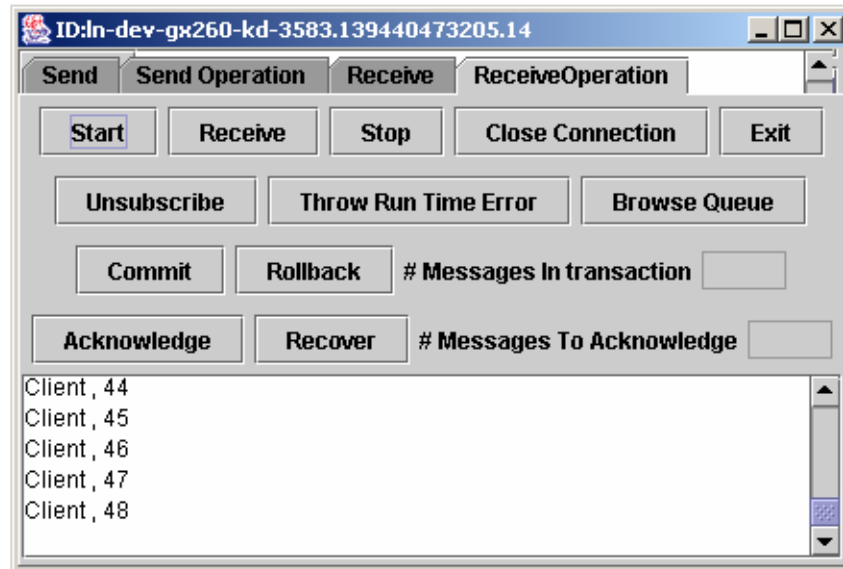 ID:ln-dev-gx260-kd-3583.139440473205.14
Send Send Operation Receive ReceiveOperation
Start Receive Stop Close Connection Exit
Unsubscribe Throw Run Time Error Browse Queue
Commit Rollback # Messages In transaction
Acknowledge Recover # Messages To Acknowledge
Client , 44
Client , 45
Client , 46
Client , 47
Client , 48